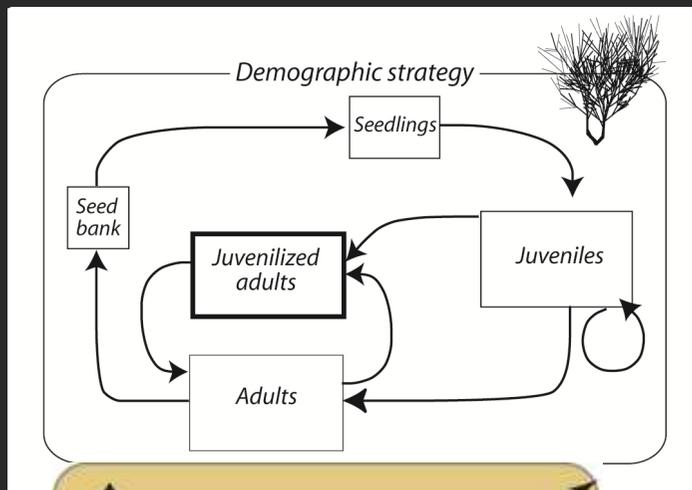 Demographic strategy
Seedlings
Seed
bank
Juvenilized
adults
Juveniles
Adults